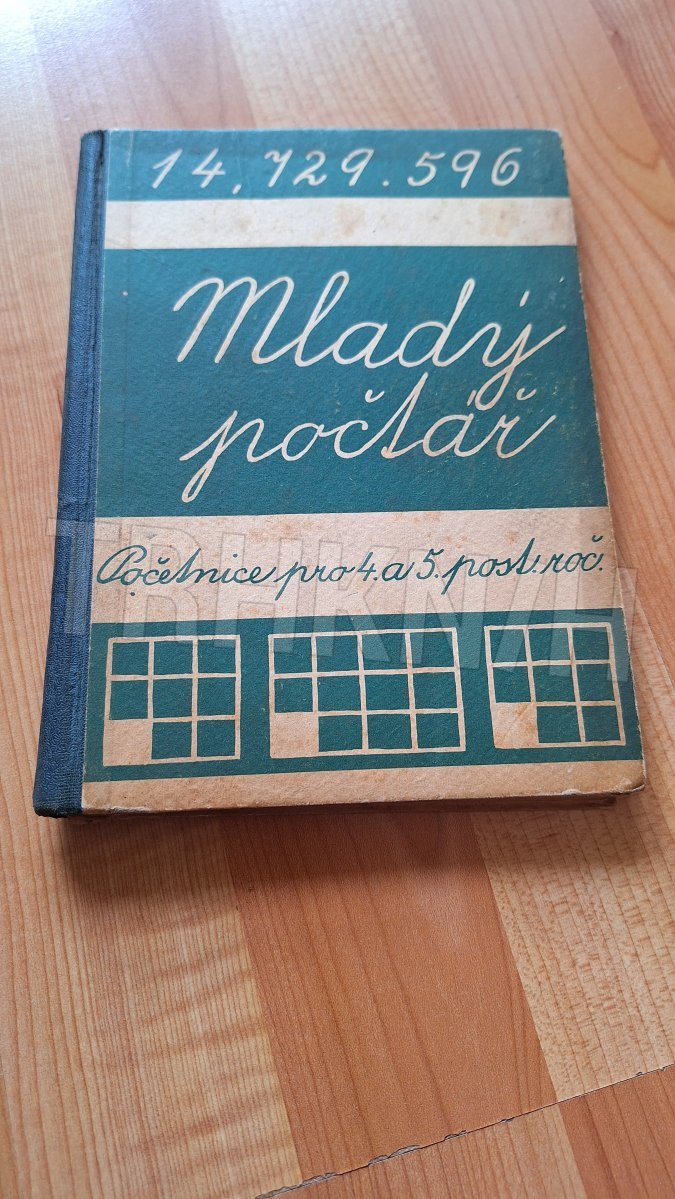 14,729.596
Mladý
počtář
Početnice pro 4. a 5. post. roč.